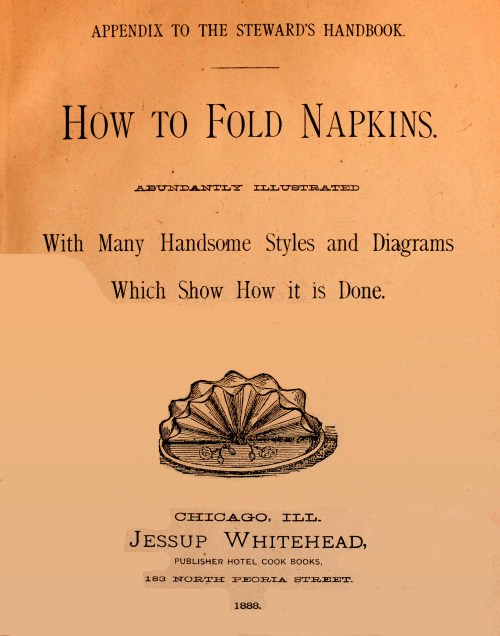 APPENDIX TO THE STEWARD'S HANDBOOK.
HOW TO FOLD NAPKINS.
ABUNDANTLY ILLUSTRATED
With Many Handsome Styles and Diagrams
Which Show How it is Done.
CHICAGO, ILL.
JESSUP WHITEHEAD,
PUBLISHER HOTEL COOK BOOKS,
183 NORTH PEORIA STREET.
1888.